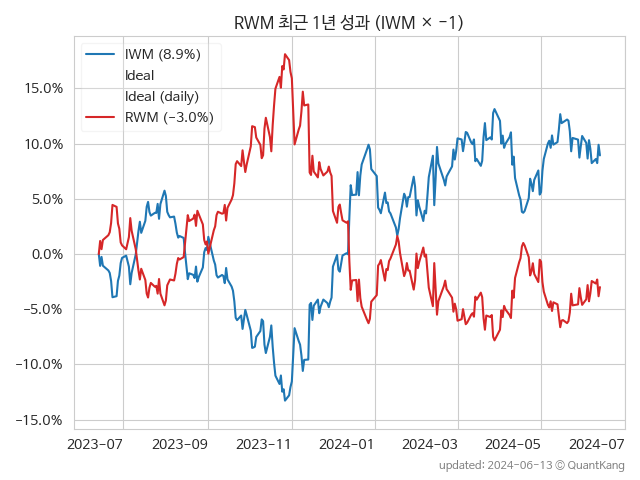 RWM 최근 1년 성과 (IWM × −1)
IWM (8.9%)
Ideal
Ideal (daily)
RWM (−3.0%)
15.0%
10.0%
5.0%
0.0%
−5.0%
−10.0%
−15.0%
2023-07 2023-09 2023-11 2024-01 2024-03 2024-05 2024-07
updated: 2024-06-13 ⓒ QuantKang